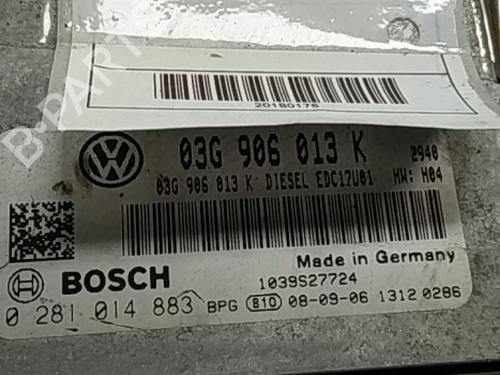 20180176
03G 906 013 K 2940
03G 906 013 K DIESEL EDC17U01 HW: H04
Made in Germany
BOSCH 1039S27724
0 281 014 883 BPG 810 08-09-06 1312 0286
B-PARTS